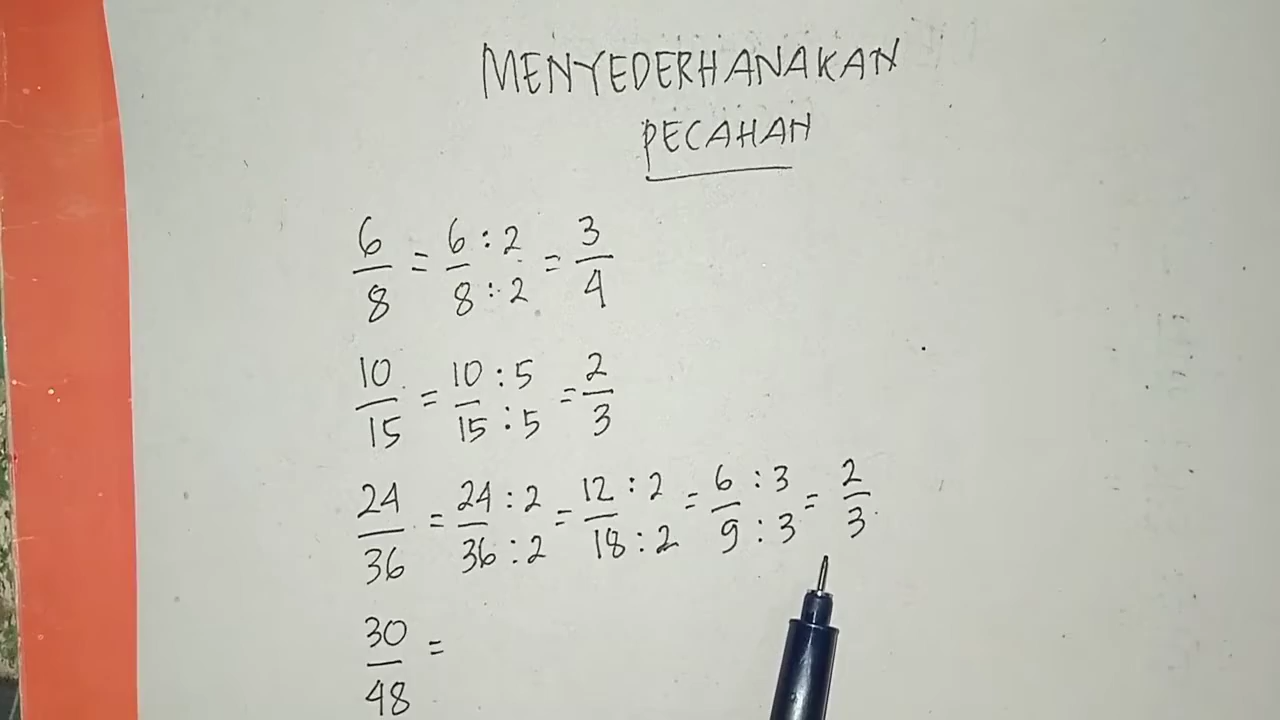 MENYEDERHANAKAN
PECAHAN
6/8 = 6 : 2 / 8 : 2 = 3/4
10/15 = 10 : 5 / 15 : 5 = 2/3
24/36 = 24 : 2 / 36 : 2 = 12 : 2 / 18 : 2 = 6 : 3 / 9 : 3 = 2/3
30/48 =